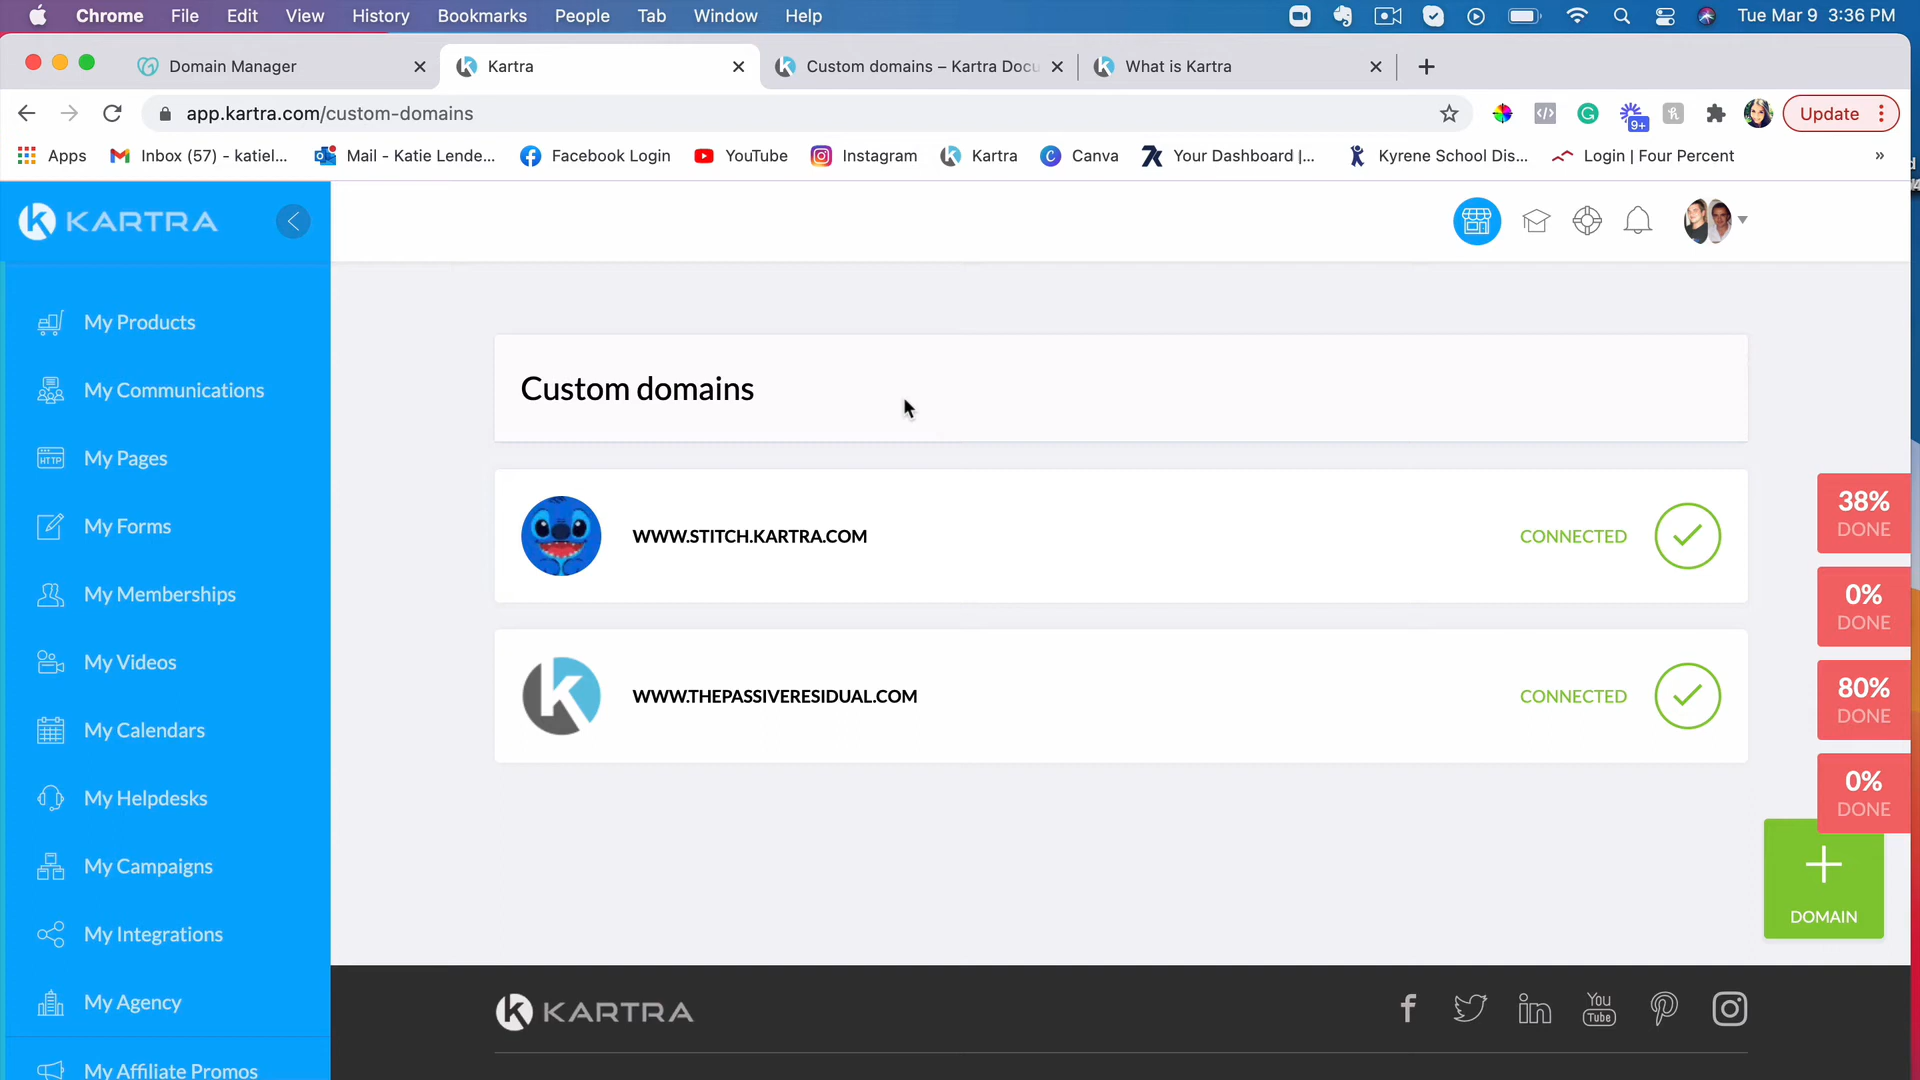 Chrome File Edit View History Bookmarks People Tab Window Help Tue Mar 9 3:36 PM
Domain Manager Kartra Custom domains – Kartra Docu What is Kartra
app.kartra.com/custom-domains Update
9+
Apps Inbox (57) - katiel... Mail - Katie Lende... Facebook Login YouTube Instagram Kartra Canva Your Dashboard |... Kyrene School Dis... Login | Four Percent »
KARTRA
My Products
My Communications
My Pages
My Forms
My Memberships
My Videos
My Calendars
My Helpdesks
My Campaigns
My Integrations
My Agency
My Affiliate Promos
HTTP
Custom domains
WWW.STITCH.KARTRA.COM CONNECTED
WWW.THEPASSIVERESIDUAL.COM CONNECTED
38%
DONE
0%
DONE
80%
DONE
0%
DONE
DOMAIN
KARTRA
You
Tube